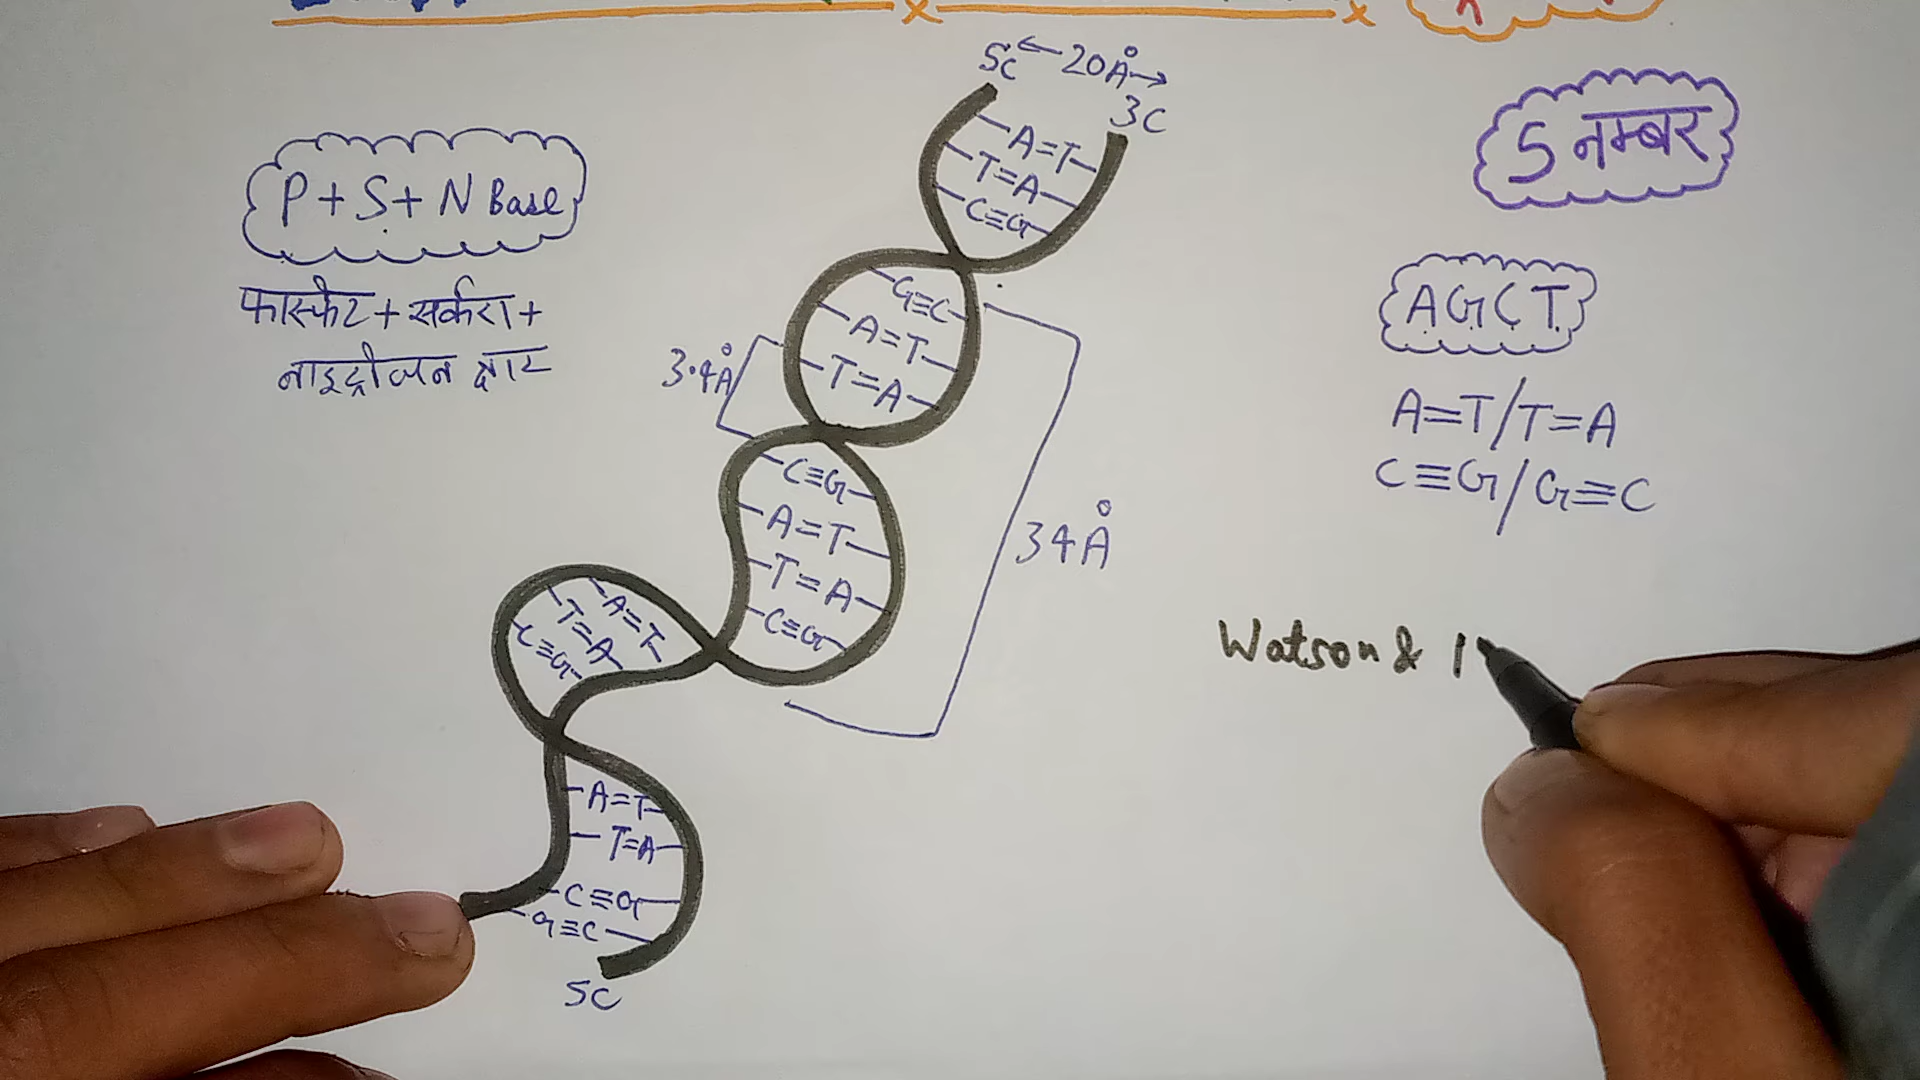 5C ←20Å→
3C
A=T
T=A
C≡G
G≡C
A=T
T=A
3.4Å
C≡G
A=T
T=A
C≡G
34Å
A=T
T=A
C≡G
A=T
T=A
C≡G
G≡C
5C
P+S+N Base
फास्फेट+सर्करा+
नाइट्रोजन क्षार
5 नम्बर
AGCT
A=T/T=A
C≡G/G≡C
Watson &